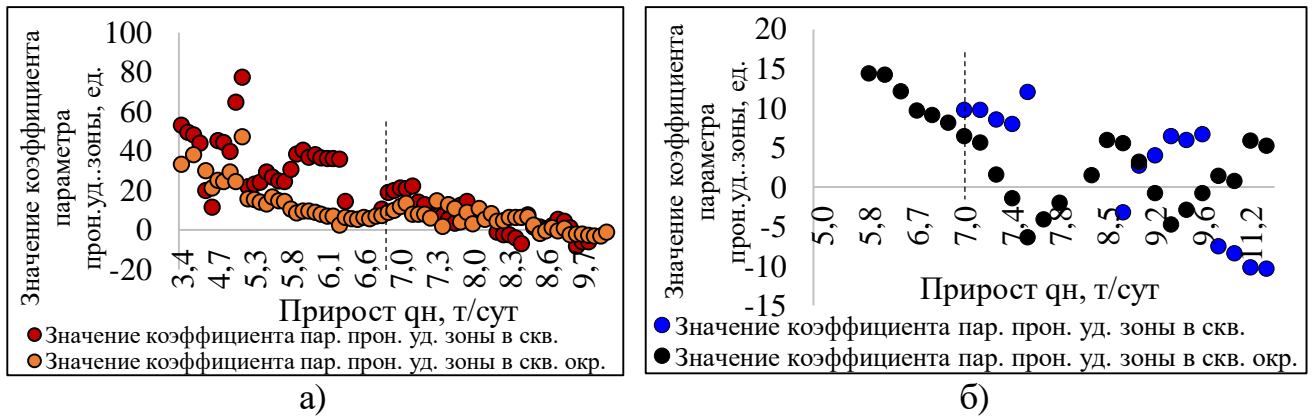 Значение коэффициента
параметра
прон.уд..зоны, ед.
100
80
60
40
20
0
-20
3,4
4,7
5,3
5,8
6,1
6,6
7,0
7,3
8,0
8,3
8,6
9,7
Прирост qн, т/сут
Значение коэффициента пар. прон. уд. зоны в скв.
Значение коэффициента пар. прон. уд. зоны в скв. окр.
а)
Значение коэффициента
параметра
прон.уд..зоны, ед.
20
15
10
5
0
-5
-10
-15
5,0
5,8
6,7
7,0
7,4
7,8
8,5
9,2
9,6
11,2
Прирост qн, т/сут
Значение коэффициента пар. прон. уд. зоны в скв.
Значение коэффициента пар. прон. уд. зоны в скв. окр.
б)